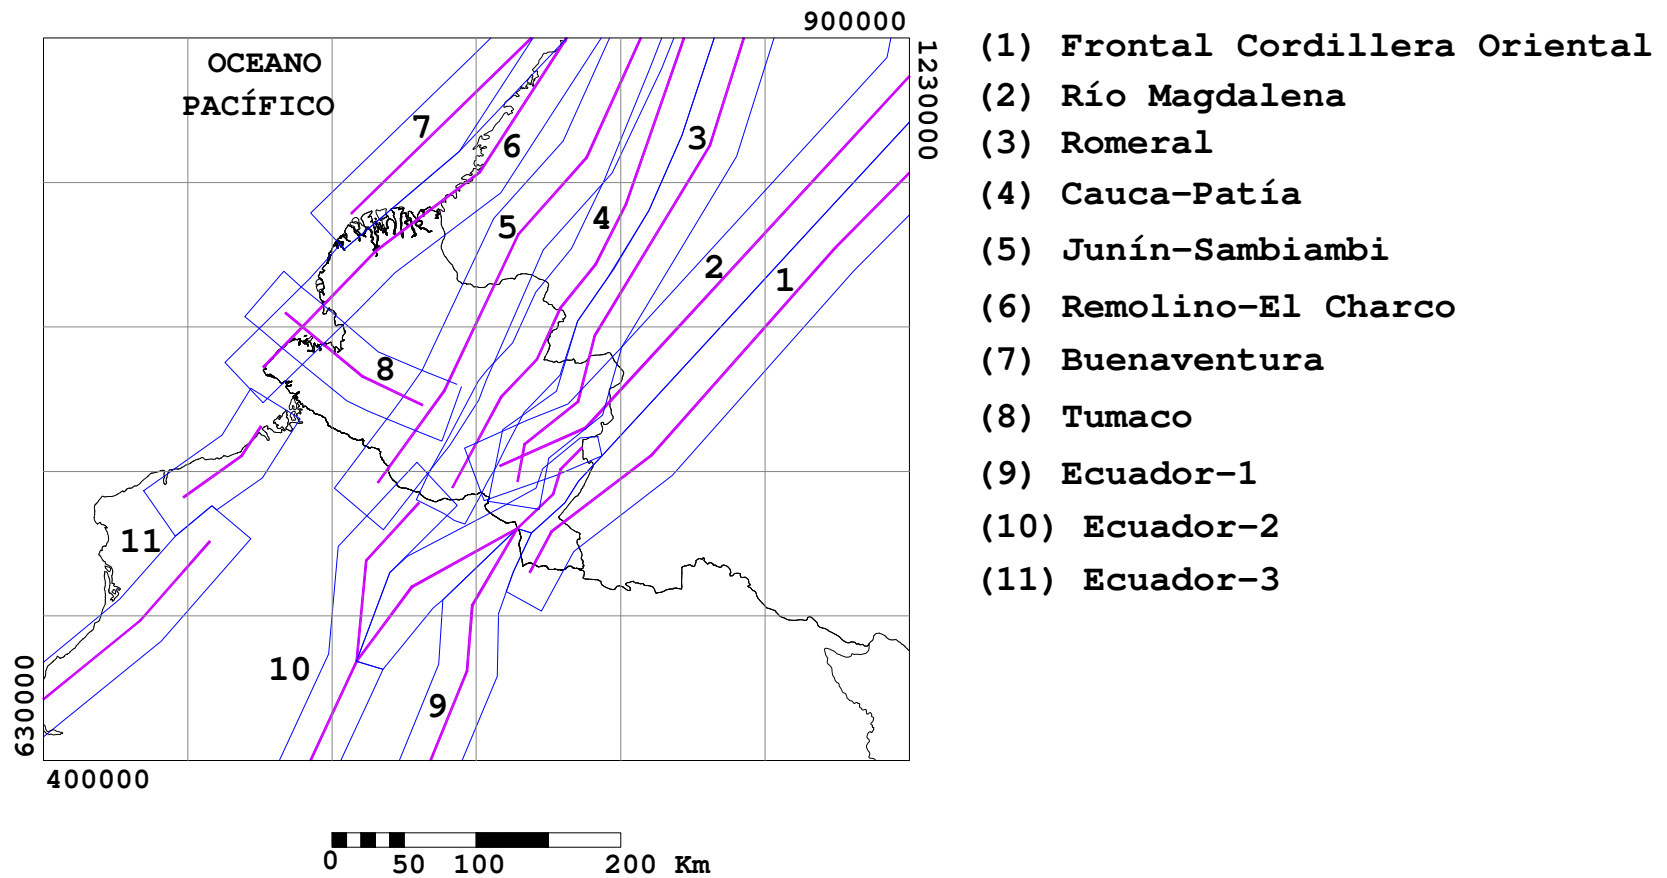 900000
OCEANO
PACÍFICO
1230000
7
6
3
5
4
2
1
8
11
10
9
630000
400000
0 50 100 200 Km
(1) Frontal Cordillera Oriental
(2) Río Magdalena
(3) Romeral
(4) Cauca-Patía
(5) Junín-Sambiambi
(6) Remolino-El Charco
(7) Buenaventura
(8) Tumaco
(9) Ecuador-1
(10) Ecuador-2
(11) Ecuador-3